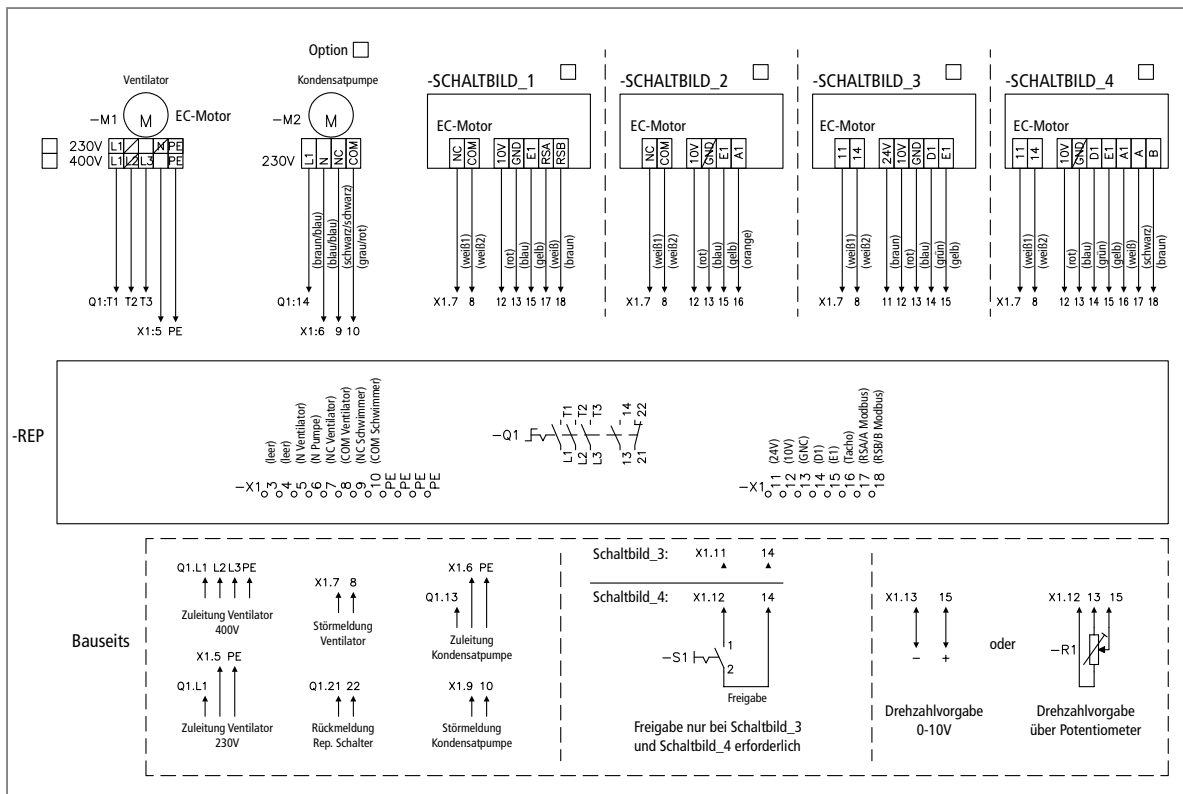 Option
Ventilator
-M1
M
EC-Motor
230V L1 N PE
400V L1 L2 L3 PE
Q1:T1 T2 T3
X1:5 PE
Kondensatpumpe
-M2
M
230V
L1 N NC COM
(braun/blau)
(blau/blau)
(schwarz/schwarz)
(grau/rot)
Q1:14
X1:6 9 10
-SCHALTBILD_1
EC-Motor
NC COM 10V GND E1 RSA RSB
(weiß1)
(weiß2)
(rot)
(blau)
(gelb)
(weiß)
(braun)
X1.7 8 12 13 15 17 18
-SCHALTBILD_2
EC-Motor
NC COM 10V GND E1 A1
(weiß1)
(weiß2)
(rot)
(blau)
(gelb)
(orange)
X1.7 8 12 13 15 16
-SCHALTBILD_3
EC-Motor
11 14 24V 10V GND D1 E1
(weiß1)
(weiß2)
(braun)
(rot)
(blau)
(grün)
(gelb)
X1.7 8 11 12 13 14 15
-SCHALTBILD_4
EC-Motor
11 14 10V GND D1 E1 A1 A B
(weiß1)
(weiß2)
(rot)
(blau)
(grün)
(gelb)
(weiß)
(schwarz)
(braun)
X1.7 8 12 13 14 15 16 17 18
-REP
-X1
3 (leer)
4 (leer)
5 (N Ventilator)
6 (N Pumpe)
7 (NC Ventilator)
8 (COM Ventilator)
9 (NC Schwimmer)
10 (COM Schwimmer)
PE
PE
PE
PE
-Q1
T1 T2 T3 14 22
L1 L2 L3 13 21
-X1
11 (24V)
12 (10V)
13 (GNC)
14 (D1)
15 (E1)
16 (Tacho)
17 (RSA/A Modbus)
18 (RSB/B Modbus)
Bauseits
Q1.L1 L2 L3 PE
Zuleitung Ventilator
400V
X1.5 PE
Q1.L1
Zuleitung Ventilator
230V
X1.7 8
Störmeldung
Ventilator
Q1.21 22
Rückmeldung
Rep. Schalter
X1.6 PE
Q1.13
Zuleitung
Kondensatpumpe
X1.9 10
Störmeldung
Kondensatpumpe
Schaltbild_3: X1.11 14
Schaltbild_4: X1.12 14
-S1
1
2
Freigabe
Freigabe nur bei Schaltbild_3
und Schaltbild_4 erforderlich
X1.13 15
- +
Drehzahlvorgabe
0-10V
oder
X1.12 13 15
-R1
Drehzahlvorgabe
über Potentiometer